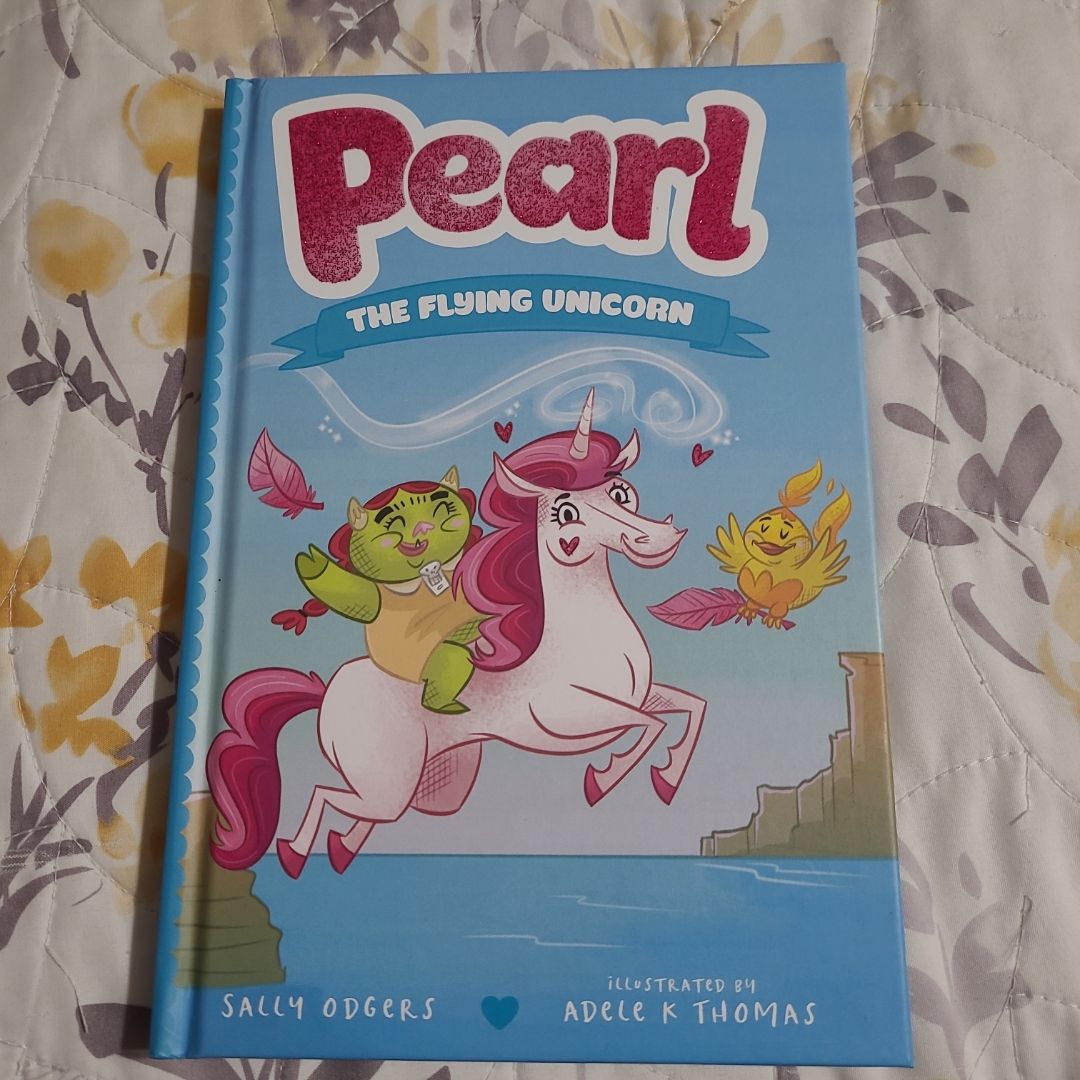 Pearl
THE FLYING UNICORN
SALLY ODGERS
ILLUSTRATED BY
ADELE K THOMAS